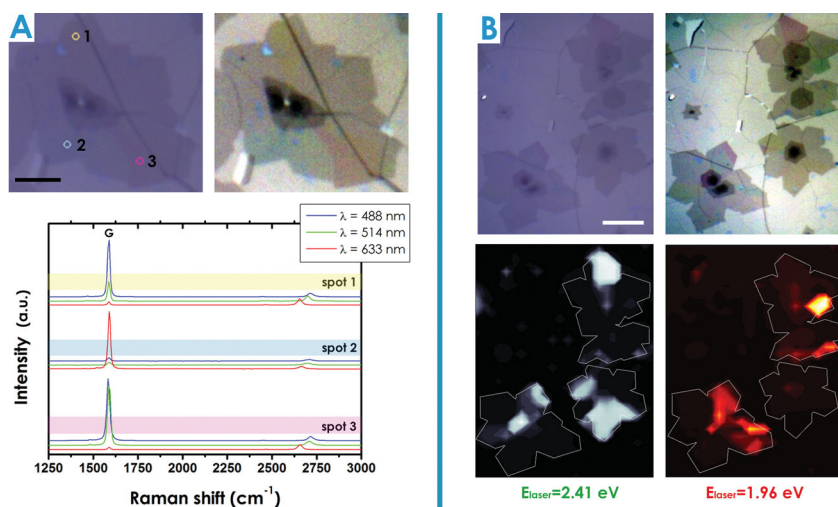 A
1
2
3
B
G
λ = 488 nm
λ = 514 nm
λ = 633 nm
spot 1
spot 2
spot 3
Intensity (a.u.)
1250 1500 1750 2000 2250 2500 2750 3000
Raman shift (cm⁻¹)
Elaser=2.41 eV
Elaser=1.96 eV